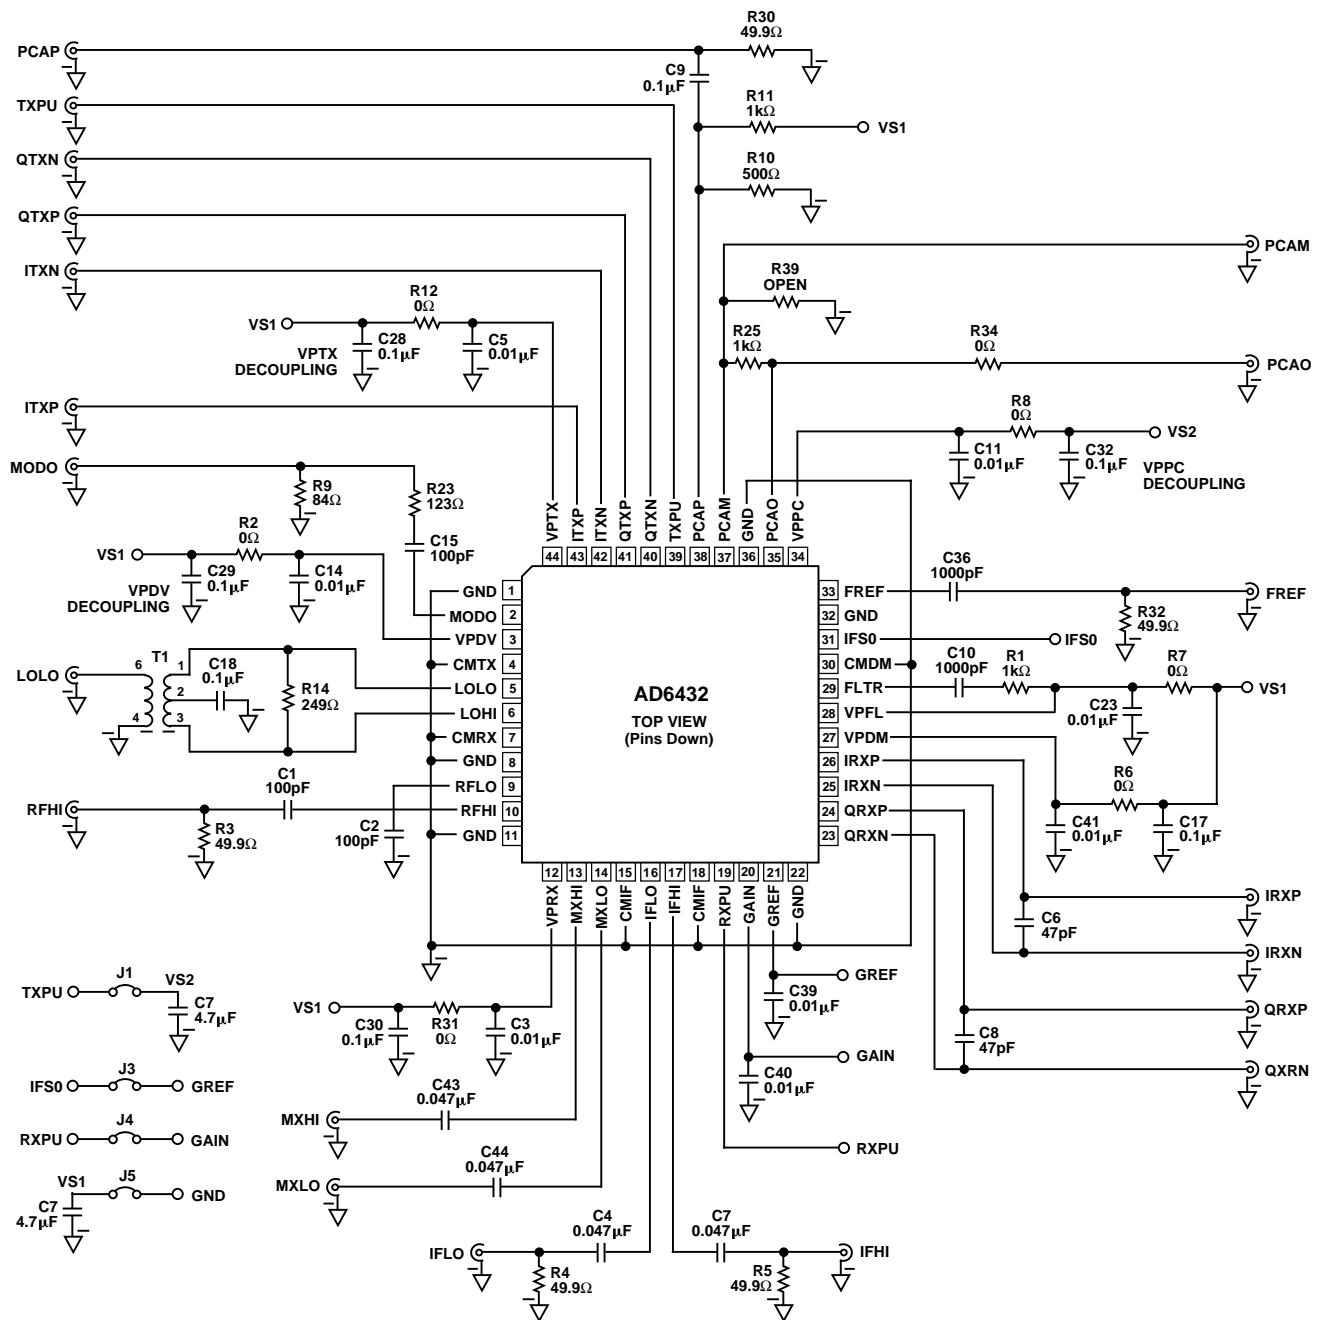 R30
49.9Ω
PCAP
C9
0.1µF
R11
1kΩ
TXPU
VS1
QTXN
R10
500Ω
QTXP
PCAM
ITXN
R39
OPEN
R12
0Ω
VS1
C28
0.1µF
C5
0.01µF
VPTX
DECOUPLING
R25
1kΩ
R34
0Ω
PCAO
ITXP
R8
0Ω
VS2
C11
0.01µF
C32
0.1µF
VPPC
DECOUPLING
MODO
R9
84Ω
R23
123Ω
C15
100pF
R2
0Ω
VS1
C29
0.1µF
C14
0.01µF
VPDV
DECOUPLING
VPTX
ITXP
ITXN
QTXP
QTXN
TXPU
PCAP
PCAM
GND
PCAO
VPPC
44 43 42 41 40 39 38 37 36 35 34
GND 1
MODO 2
VPDV 3
CMTX 4
LOLO 5
LOHI 6
CMRX 7
GND 8
RFLO 9
RFHI 10
GND 11
AD6432
TOP VIEW
(Pins Down)
33 FREF
32 GND
31 IFS0
30 CMDM
29 FLTR
28 VPFL
27 VPDM
26 IRXP
25 IRXN
24 QRXP
23 QRXN
12 13 14 15 16 17 18 19 20 21 22
VPRX
MXHI
MXLO
CMIF
IFLO
IFHI
CMIF
RXPU
GAIN
GREF
GND
C36
1000pF
FREF
R32
49.9Ω
IFS0
C10
1000pF
R1
1kΩ
R7
0Ω
VS1
C23
0.01µF
R6
0Ω
C41
0.01µF
C17
0.1µF
LOLO
6
T1
1
2
4
3
C18
0.1µF
R14
249Ω
C1
100pF
RFHI
R3
49.9Ω
C2
100pF
IRXP
C6
47pF
IRXN
QRXP
C8
47pF
QXRN
TXPU
J1
VS2
C7
4.7µF
IFS0
J3
GREF
RXPU
J4
GAIN
VS1
J5
GND
C7
4.7µF
VS1
C30
0.1µF
R31
0Ω
C3
0.01µF
GREF
C39
0.01µF
GAIN
C40
0.01µF
C43
0.047µF
MXHI
RXPU
C44
0.047µF
MXLO
C4
0.047µF
C7
0.047µF
IFLO
R4
49.9Ω
R5
49.9Ω
IFHI